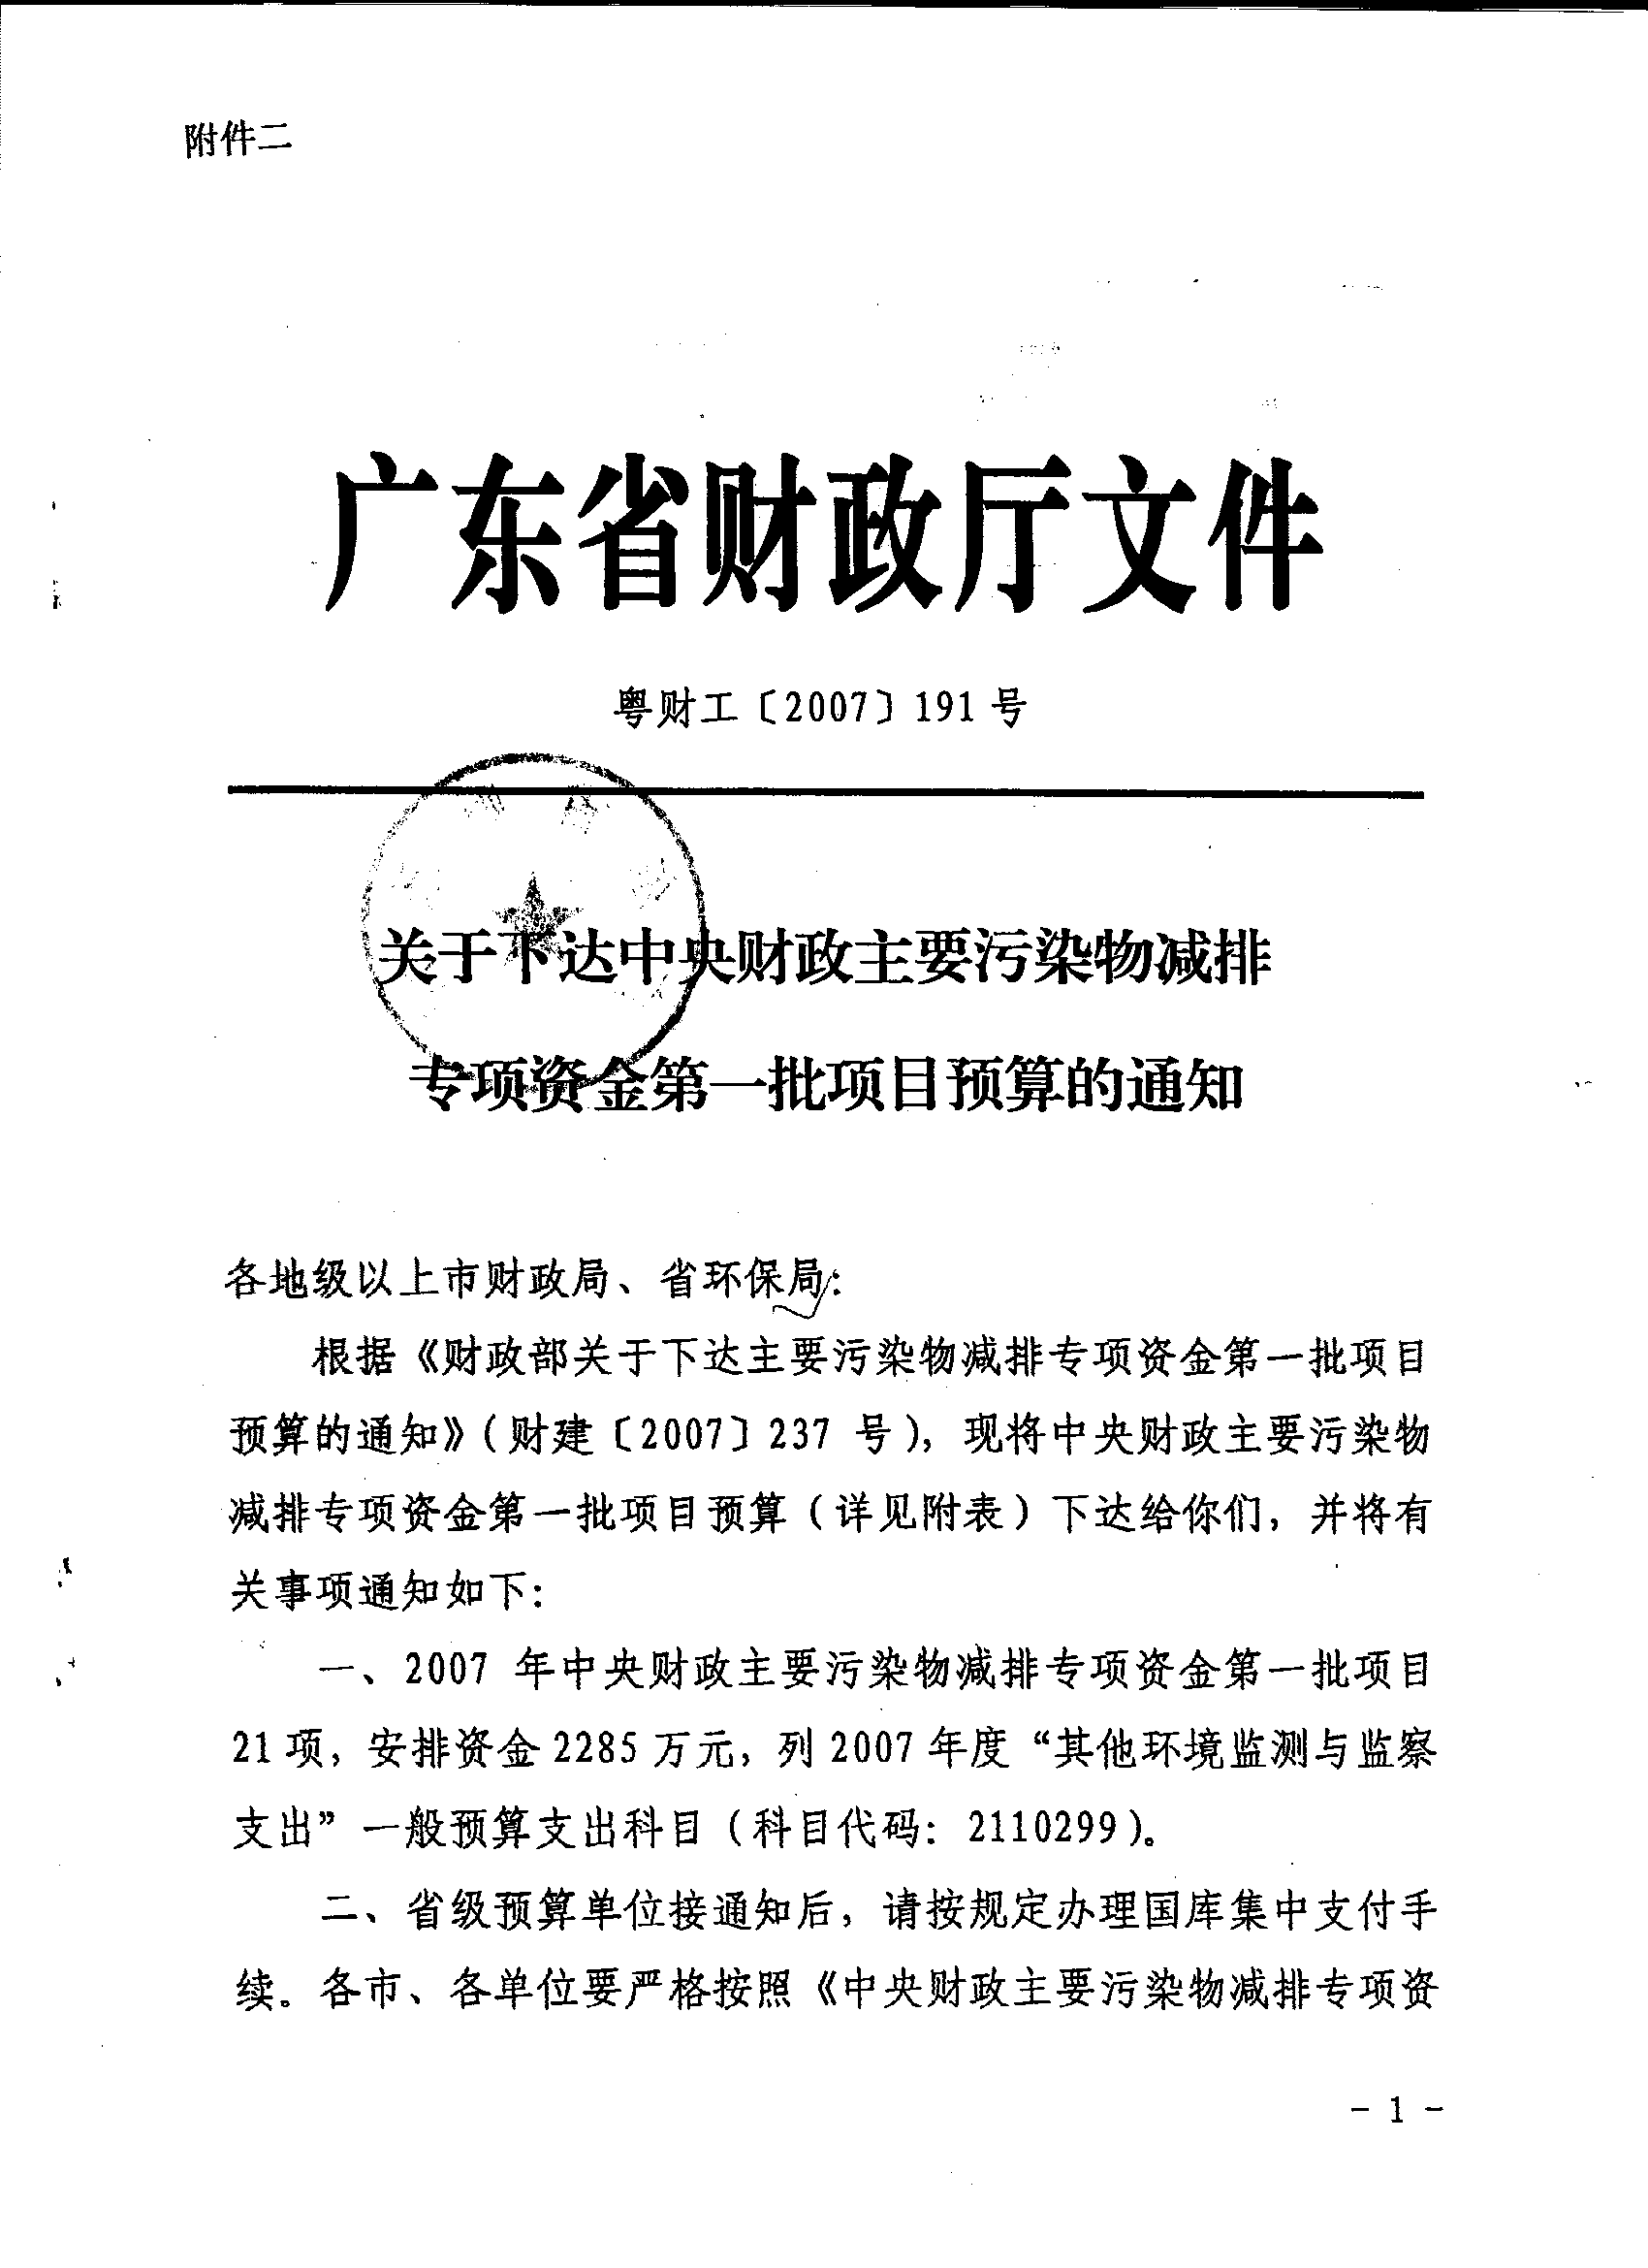 附件二
广东省财政厅文件
粤财工〔2007〕191号
关于下达中央财政主要污染物减排
专项资金第一批项目预算的通知
各地级以上市财政局、省环保局:
根据《财政部关于下达主要污染物减排专项资金第一批项目
预算的通知》(财建〔2007〕237 号),现将中央财政主要污染物
减排专项资金第一批项目预算(详见附表)下达给你们,并将有
关事项通知如下:
一、2007 年中央财政主要污染物减排专项资金第一批项目
21项,安排资金2285万元,列2007年度“其他环境监测与监察
支出”一般预算支出科目(科目代码:2110299)。
二、省级预算单位接通知后,请按规定办理国库集中支付手
续。各市、各单位要严格按照《中央财政主要污染物减排专项资
- 1 -